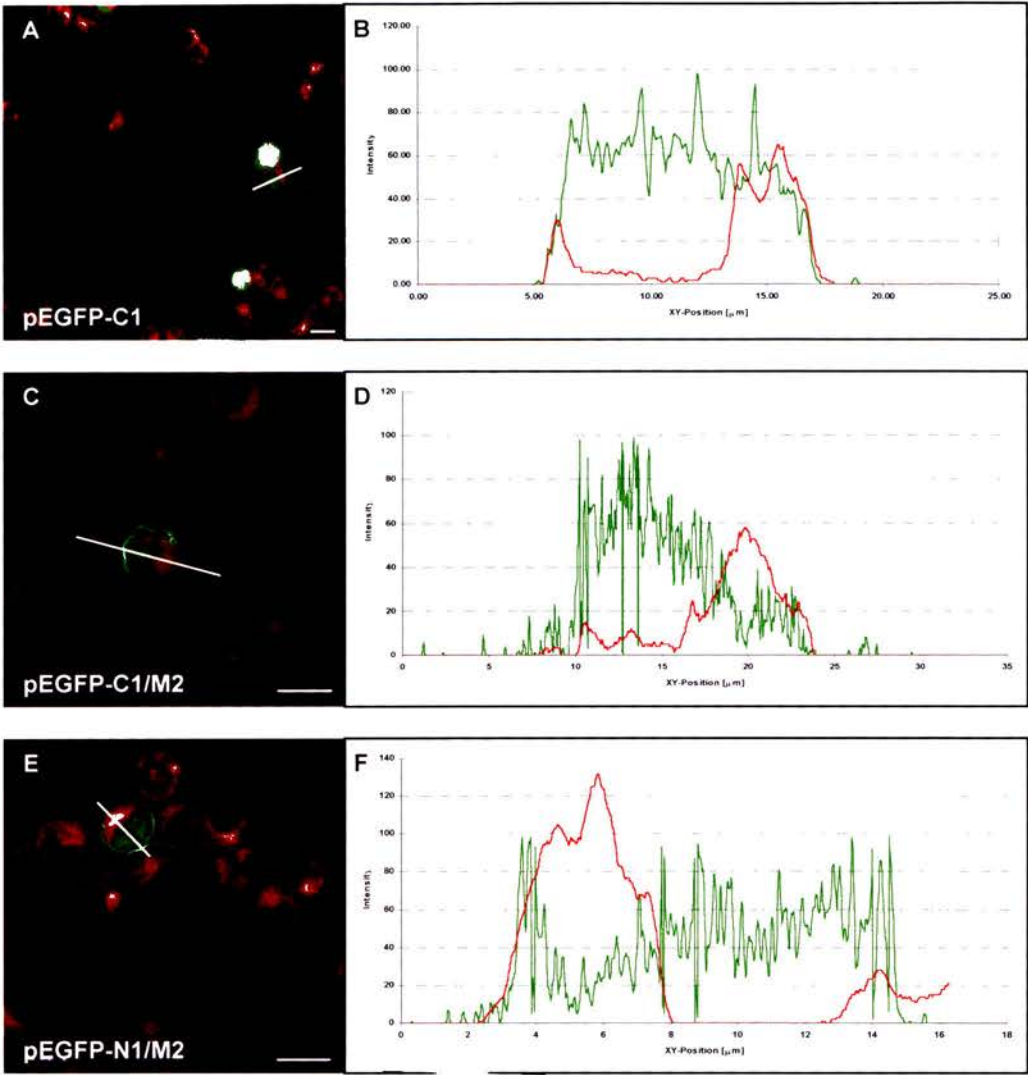 A
pEGFP-C1
B
120.00
100.00
80.00
60.00
40.00
20.00
0.00
Intensity
0.00 5.00 10.00 15.00 20.00 25.00
XY-Position [µm]
C
pEGFP-C1/M2
D
120
100
80
60
40
20
0
Intensit
0 5 10 15 20 25 30 35
XY-Position [µm]
E
pEGFP-N1/M2
F
140
120
100
80
60
40
20
0
Intensity
0 2 4 6 8 10 12 14 16 18
XY-Position [µm]